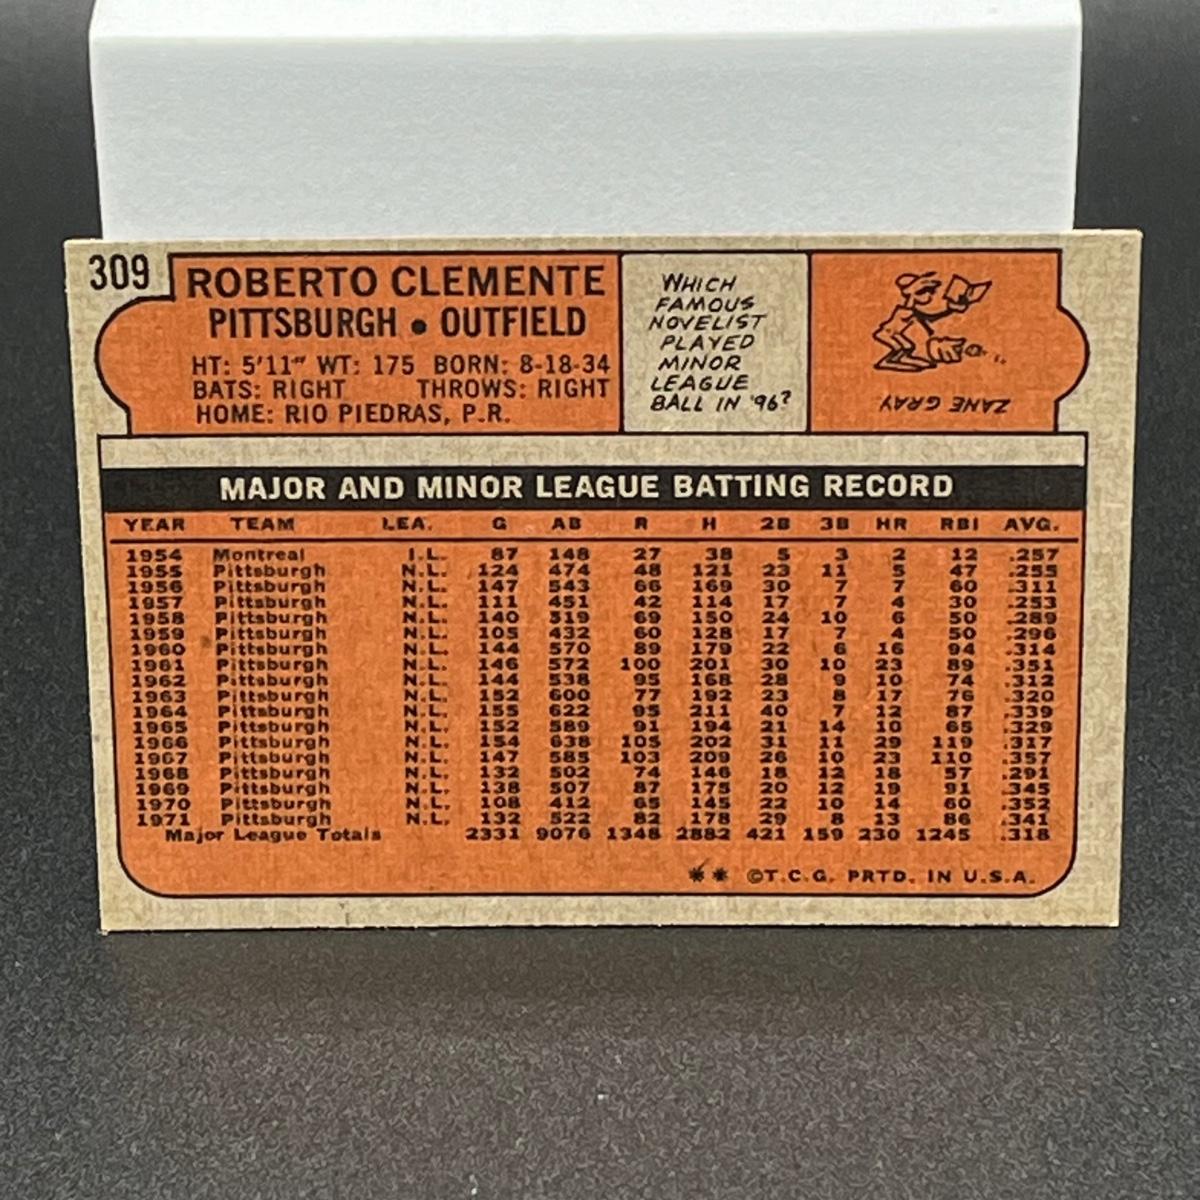 309
ROBERTO CLEMENTE
PITTSBURGH • OUTFIELD
HT: 5'11" WT: 175 BORN: 8-18-34
BATS: RIGHT THROWS: RIGHT
HOME: RIO PIEDRAS, P.R.
WHICH
FAMOUS
NOVELIST
PLAYED
MINOR
LEAGUE
BALL IN '96?
ZANE GRAY
MAJOR AND MINOR LEAGUE BATTING RECORD
YEAR TEAM LEA. G AB R H 2B 3B HR RBI AVG.
1954 Montreal I.L. 87 148 27 38 5 3 2 12 .257
1955 Pittsburgh N.L. 124 474 48 121 23 11 5 47 .255
1956 Pittsburgh N.L. 147 543 66 169 30 7 7 60 .311
1957 Pittsburgh N.L. 111 451 42 114 17 7 4 30 .253
1958 Pittsburgh N.L. 140 519 69 150 24 10 6 50 .289
1959 Pittsburgh N.L. 105 432 60 128 17 7 4 50 .296
1960 Pittsburgh N.L. 144 570 89 179 22 6 16 94 .314
1961 Pittsburgh N.L. 146 572 100 201 30 10 23 89 .351
1962 Pittsburgh N.L. 144 538 95 168 28 9 10 74 .312
1963 Pittsburgh N.L. 152 600 77 192 23 8 17 76 .320
1964 Pittsburgh N.L. 155 622 95 211 40 7 12 87 .339
1965 Pittsburgh N.L. 152 589 91 194 21 14 10 65 .329
1966 Pittsburgh N.L. 154 638 105 202 31 11 29 119 .317
1967 Pittsburgh N.L. 147 585 103 209 26 10 23 110 .357
1968 Pittsburgh N.L. 132 502 74 146 18 12 18 57 .291
1969 Pittsburgh N.L. 138 507 87 175 20 12 19 91 .345
1970 Pittsburgh N.L. 108 412 65 145 22 10 14 60 .352
1971 Pittsburgh N.L. 132 522 82 178 29 8 13 86 .341
Major League Totals 2331 9076 1348 2882 421 159 230 1245 .318
** ©T.C.G. PRTD. IN U.S.A.